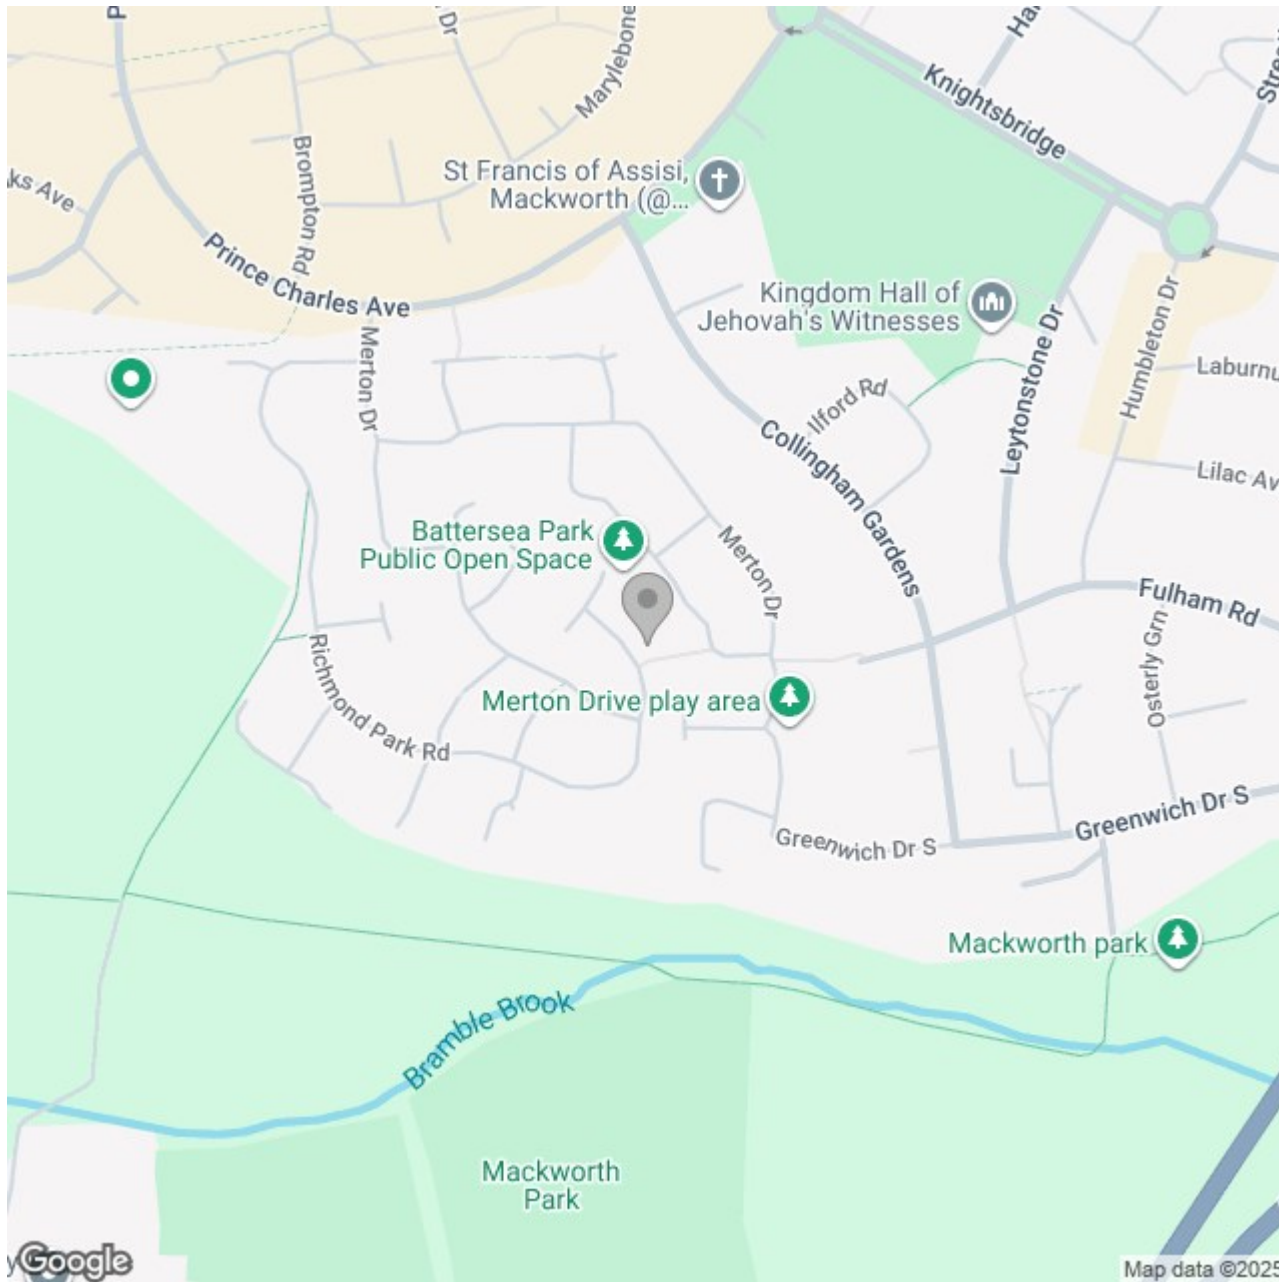 P
Dr
Marylebone
Han
Stre
Knightsbridge
St Francis of Assisi,
Mackworth (@...
ks Ave
Brompton Rd
Prince Charles Ave
Kingdom Hall of
Jehovah's Witnesses
Humbleton Dr
Leytonstone Dr
Laburnu
Merton Dr
Ilford Rd
Collingham Gardens
Lilac Av
Battersea Park
Public Open Space
Merton Dr
Fulham Rd
Osterly Grn
Richmond Park Rd
Merton Drive play area
Greenwich Dr S
Greenwich Dr S
Mackworth park
Bramble Brook
Mackworth
Park
y
Google
Map data ©2025